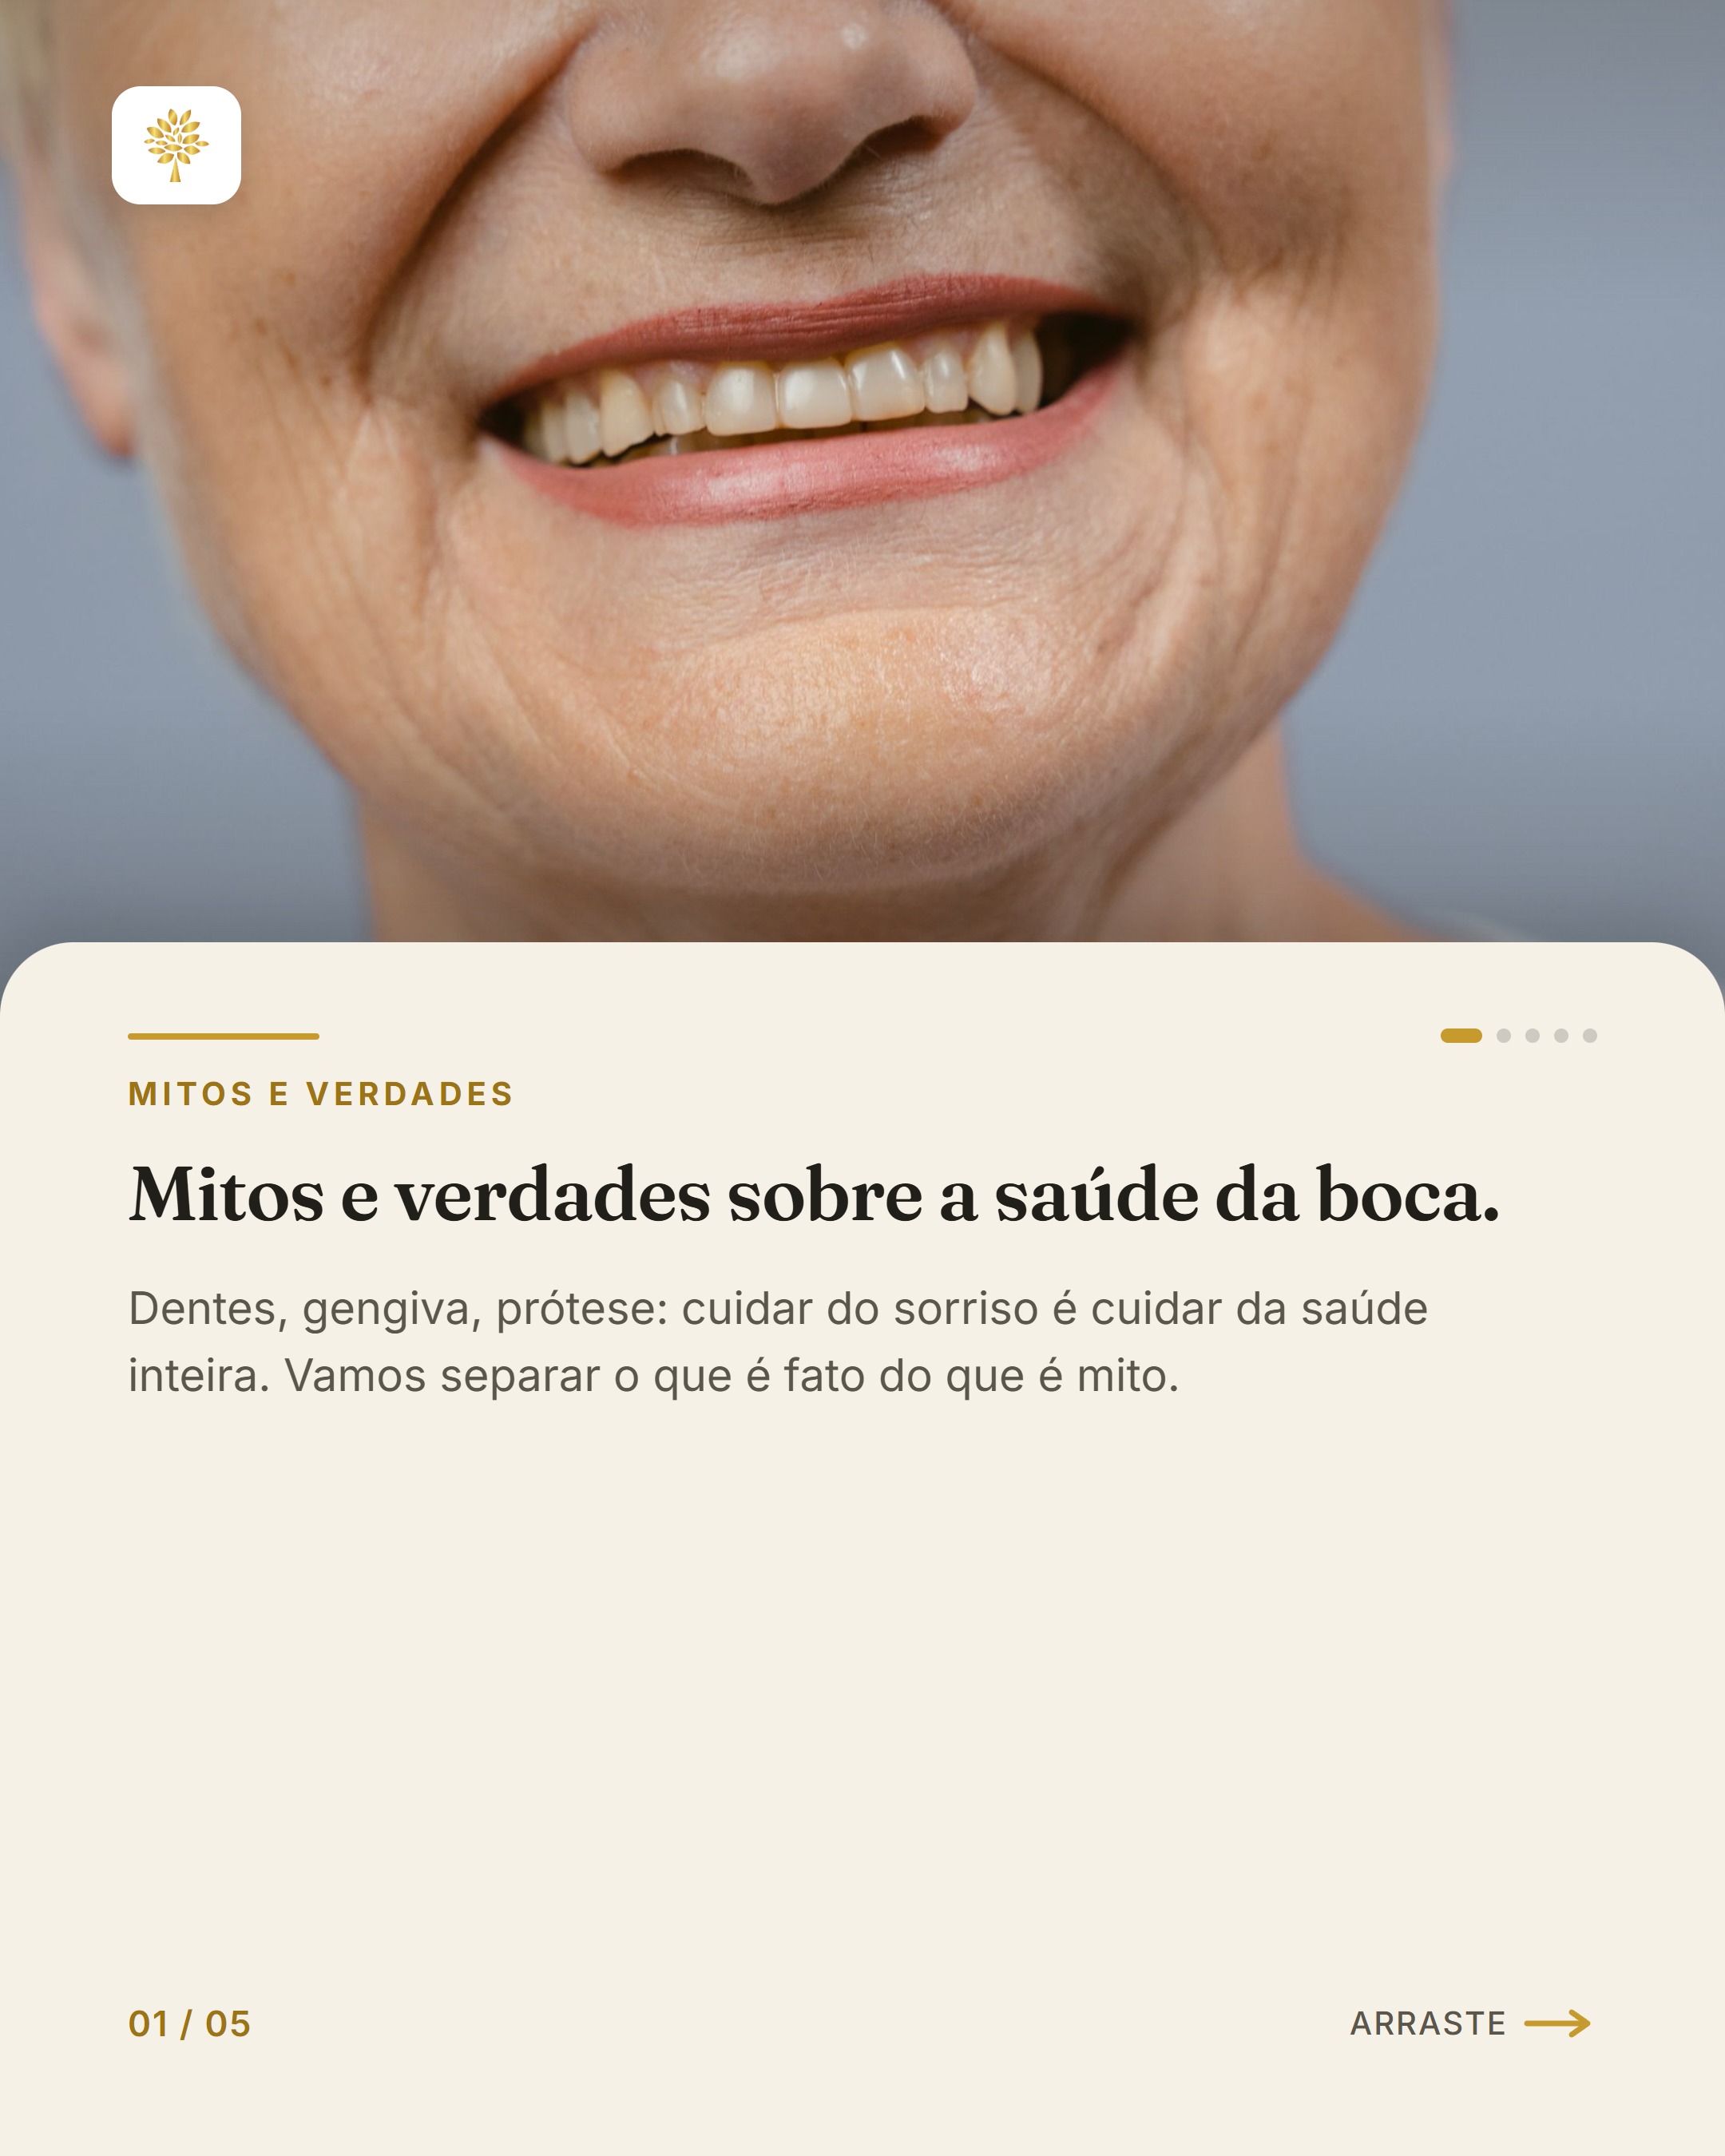 MITOS E VERDADES
Mitos e verdades sobre a saúde da boca.
Dentes, gengiva, prótese: cuidar do sorriso é cuidar da saúde
inteira. Vamos separar o que é fato do que é mito.
01 / 05
ARRASTE